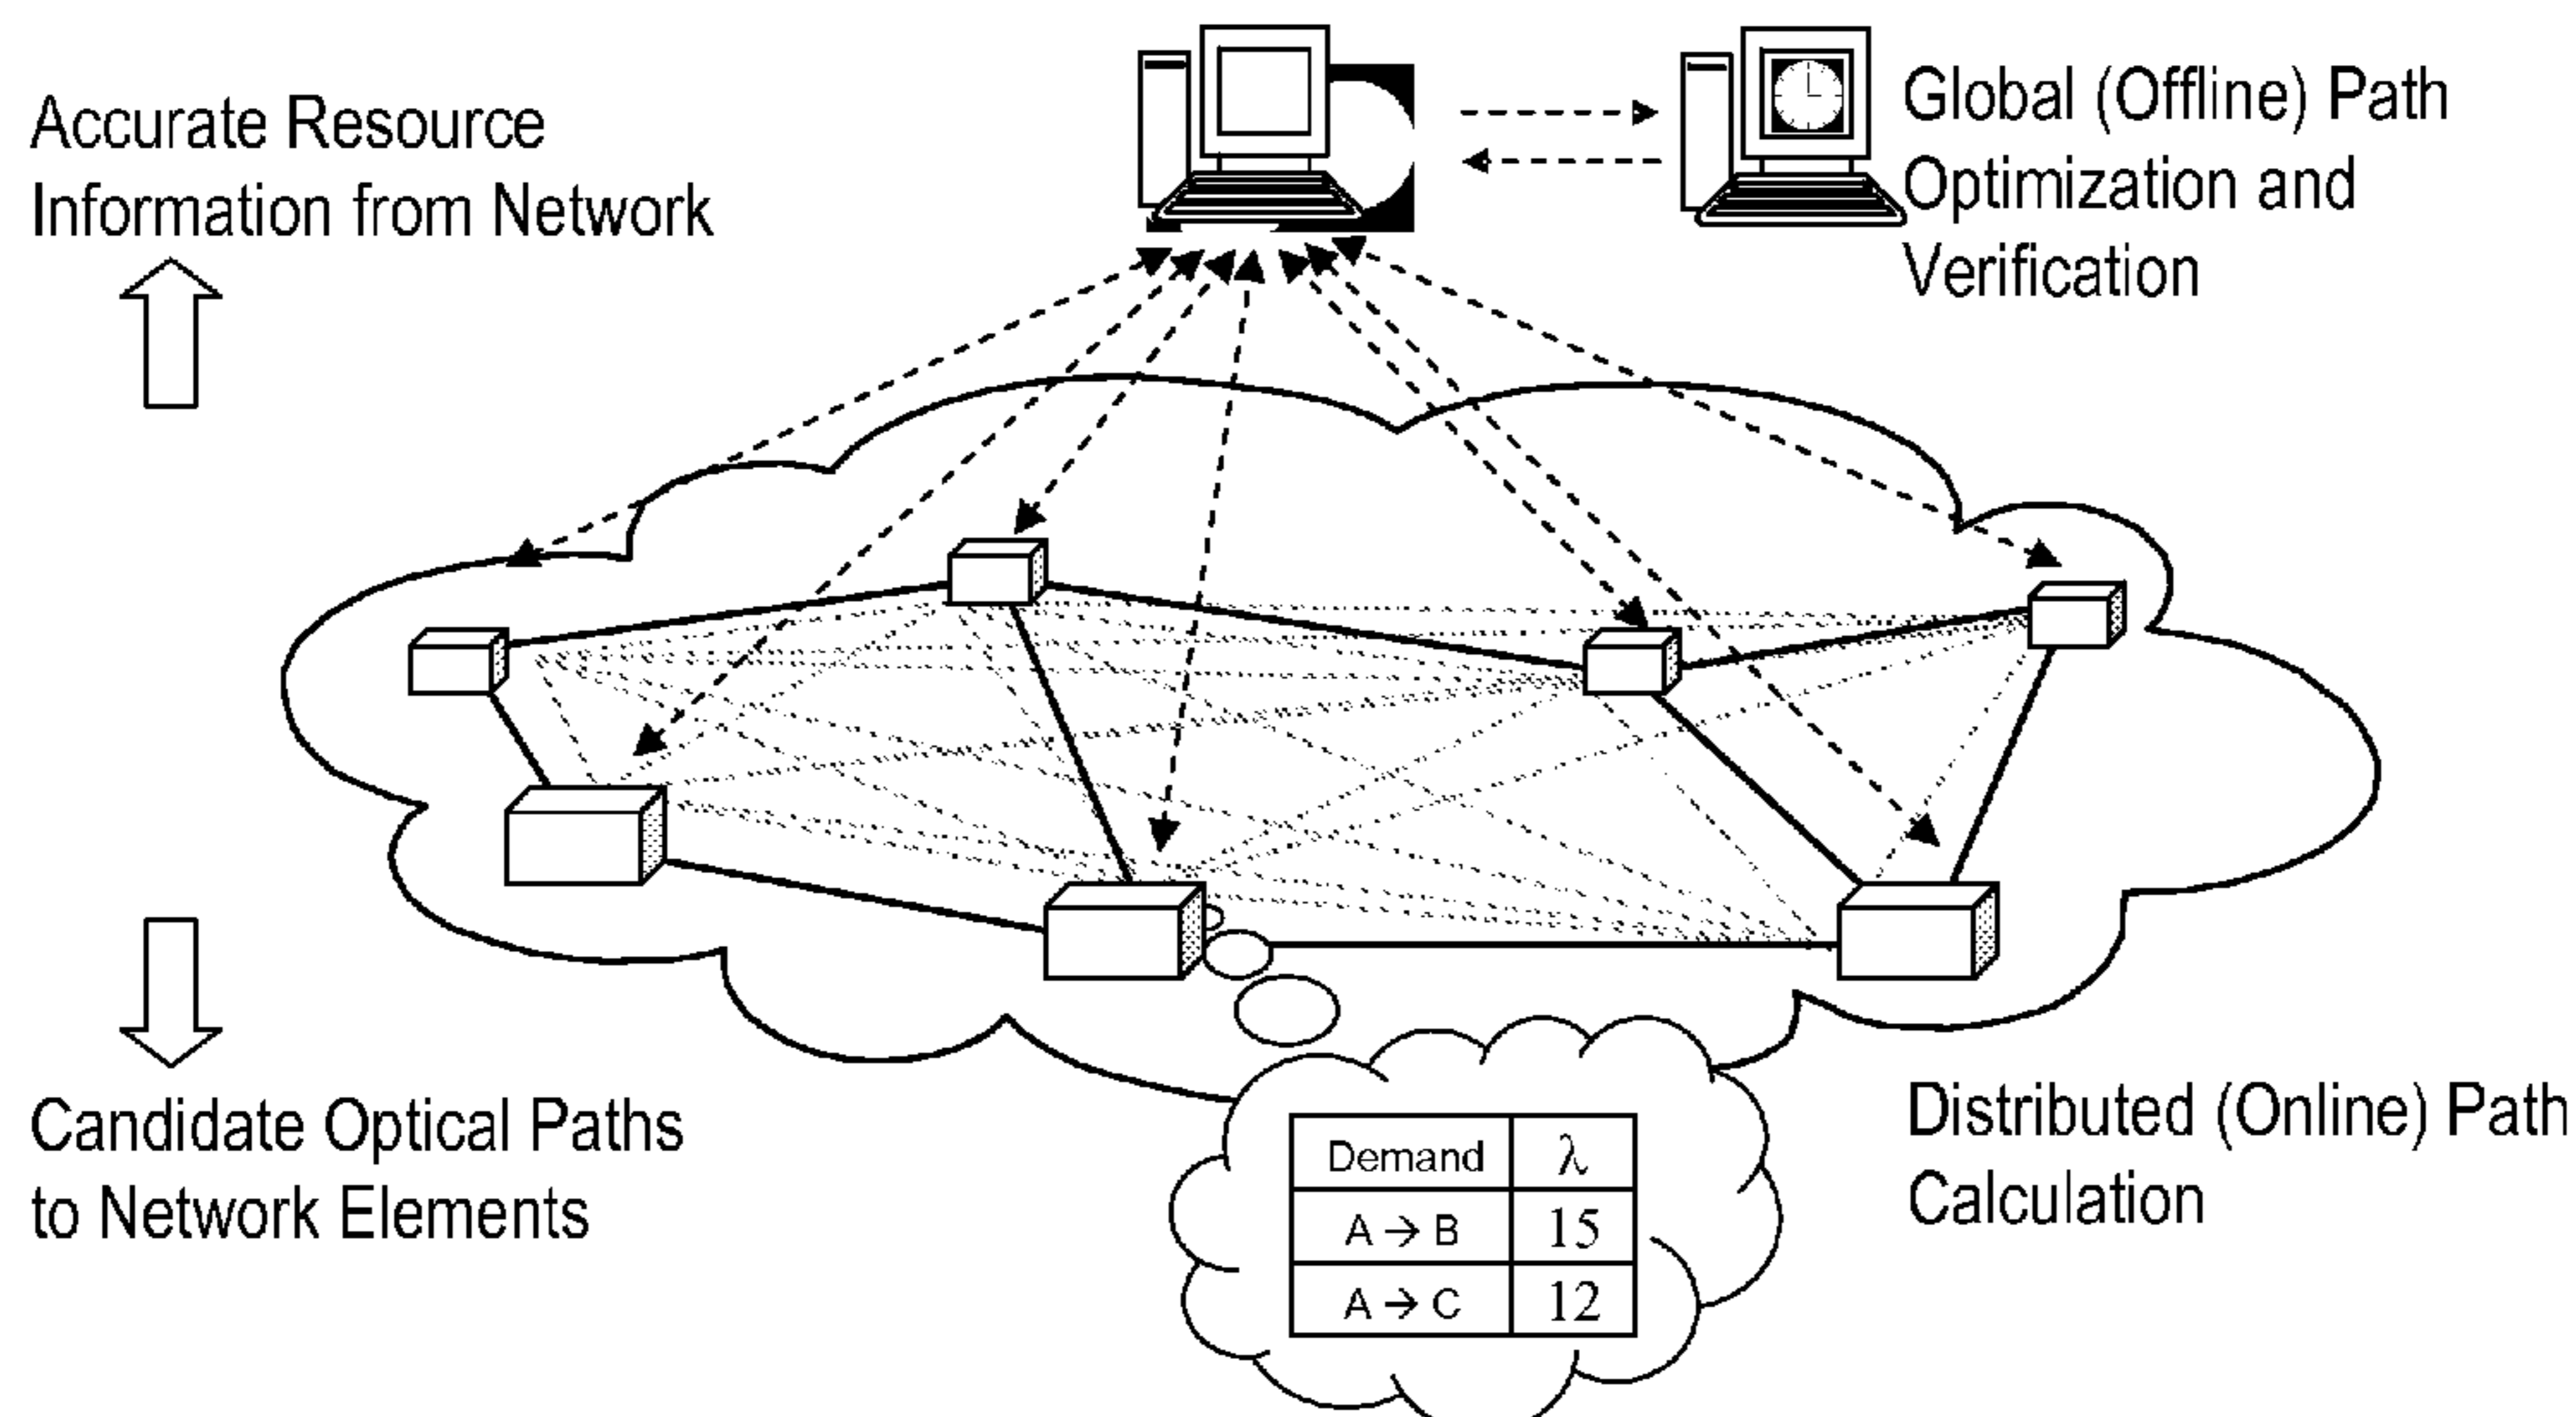 Accurate Resource
Information from Network
Global (Offline) Path
Optimization and
Verification
Candidate Optical Paths
to Network Elements
Demand λ
A → B 15
A → C 12
Distributed (Online) Path
Calculation